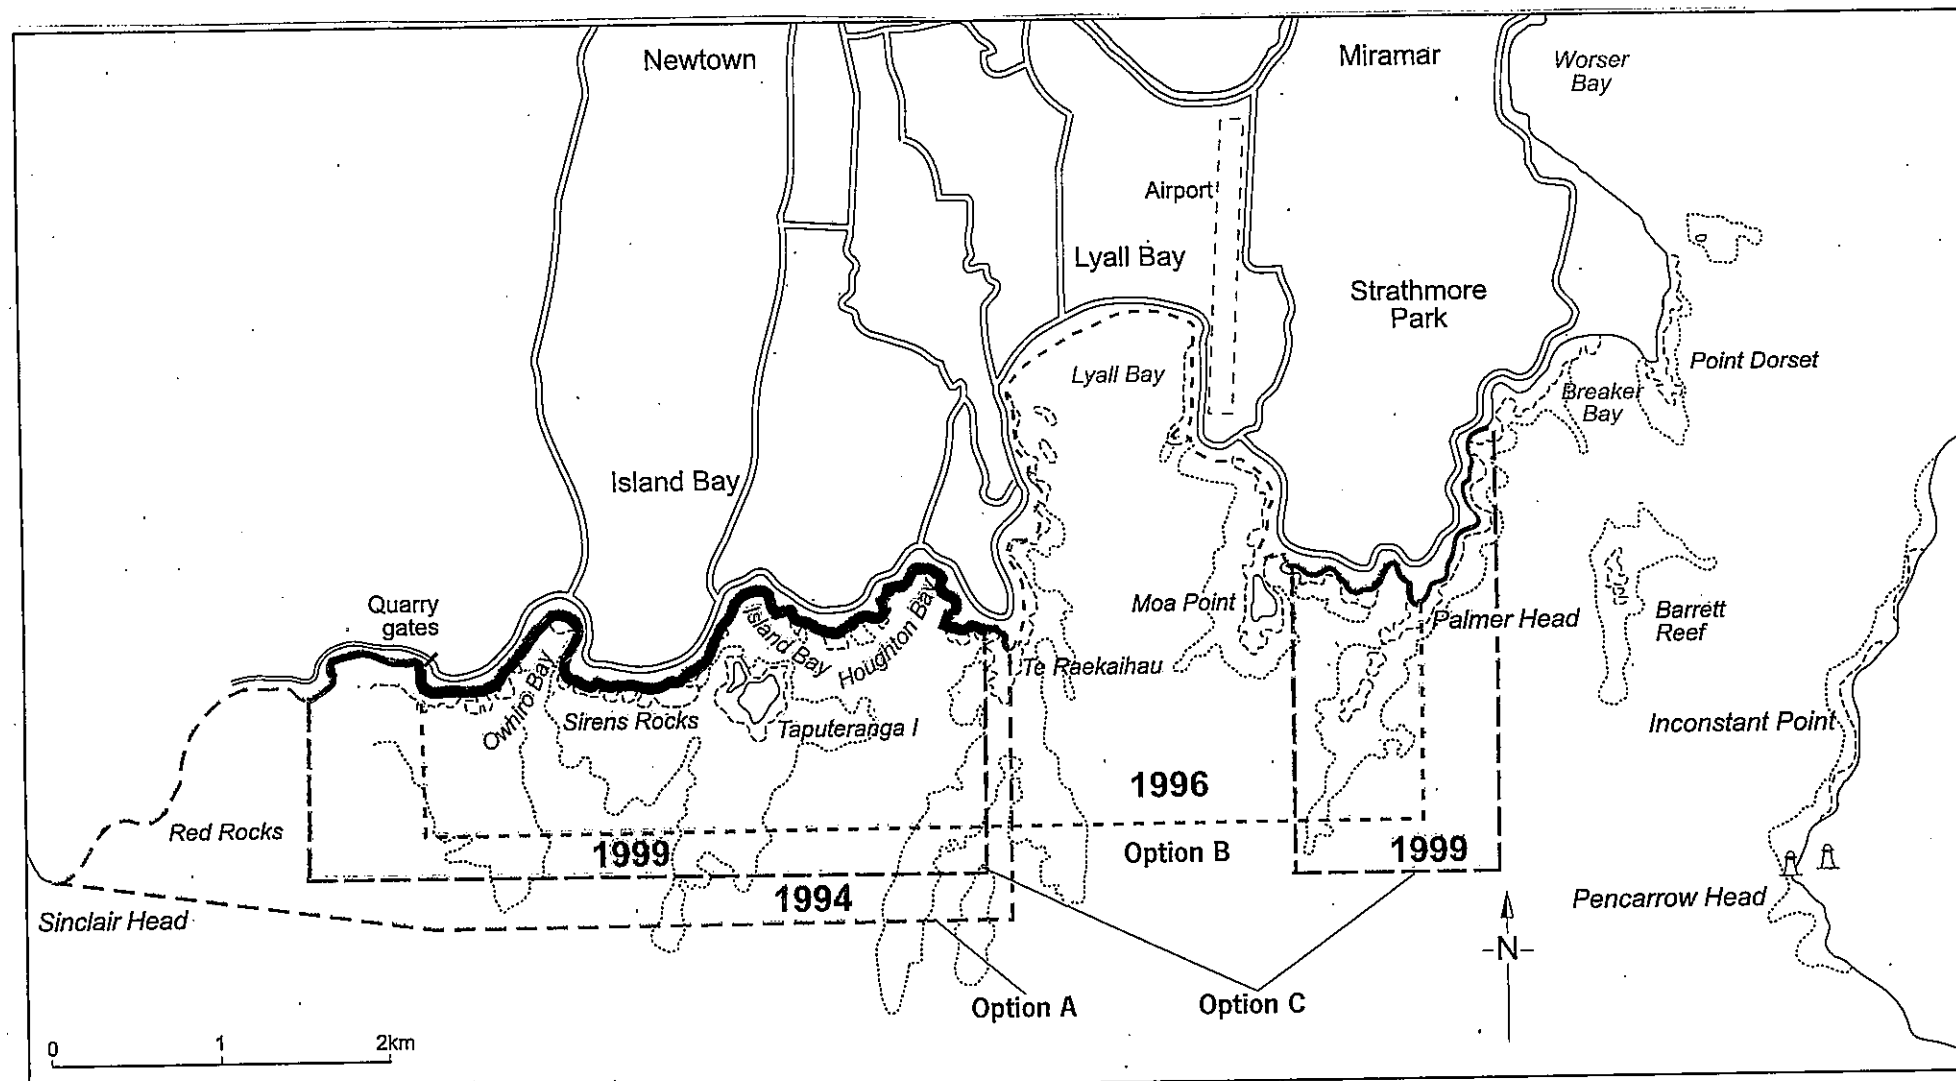 Newtown
Miramar
Worser
Bay
Airport
Lyall Bay
Strathmore
Park
Lyall Bay
Point Dorset
Breaker
Bay
Island Bay
Quarry
gates
Moa Point
Palmer Head
Barrett
Reef
Island Bay
Houghton Bay
Te Raekaihau
Owhiro Bay
Sirens Rocks
Taputeranga I
Inconstant Point
1996
Red Rocks
1999
Option B
1999
1994
Pencarrow Head
Sinclair Head
-N-
Option A
Option C
0
1
2km